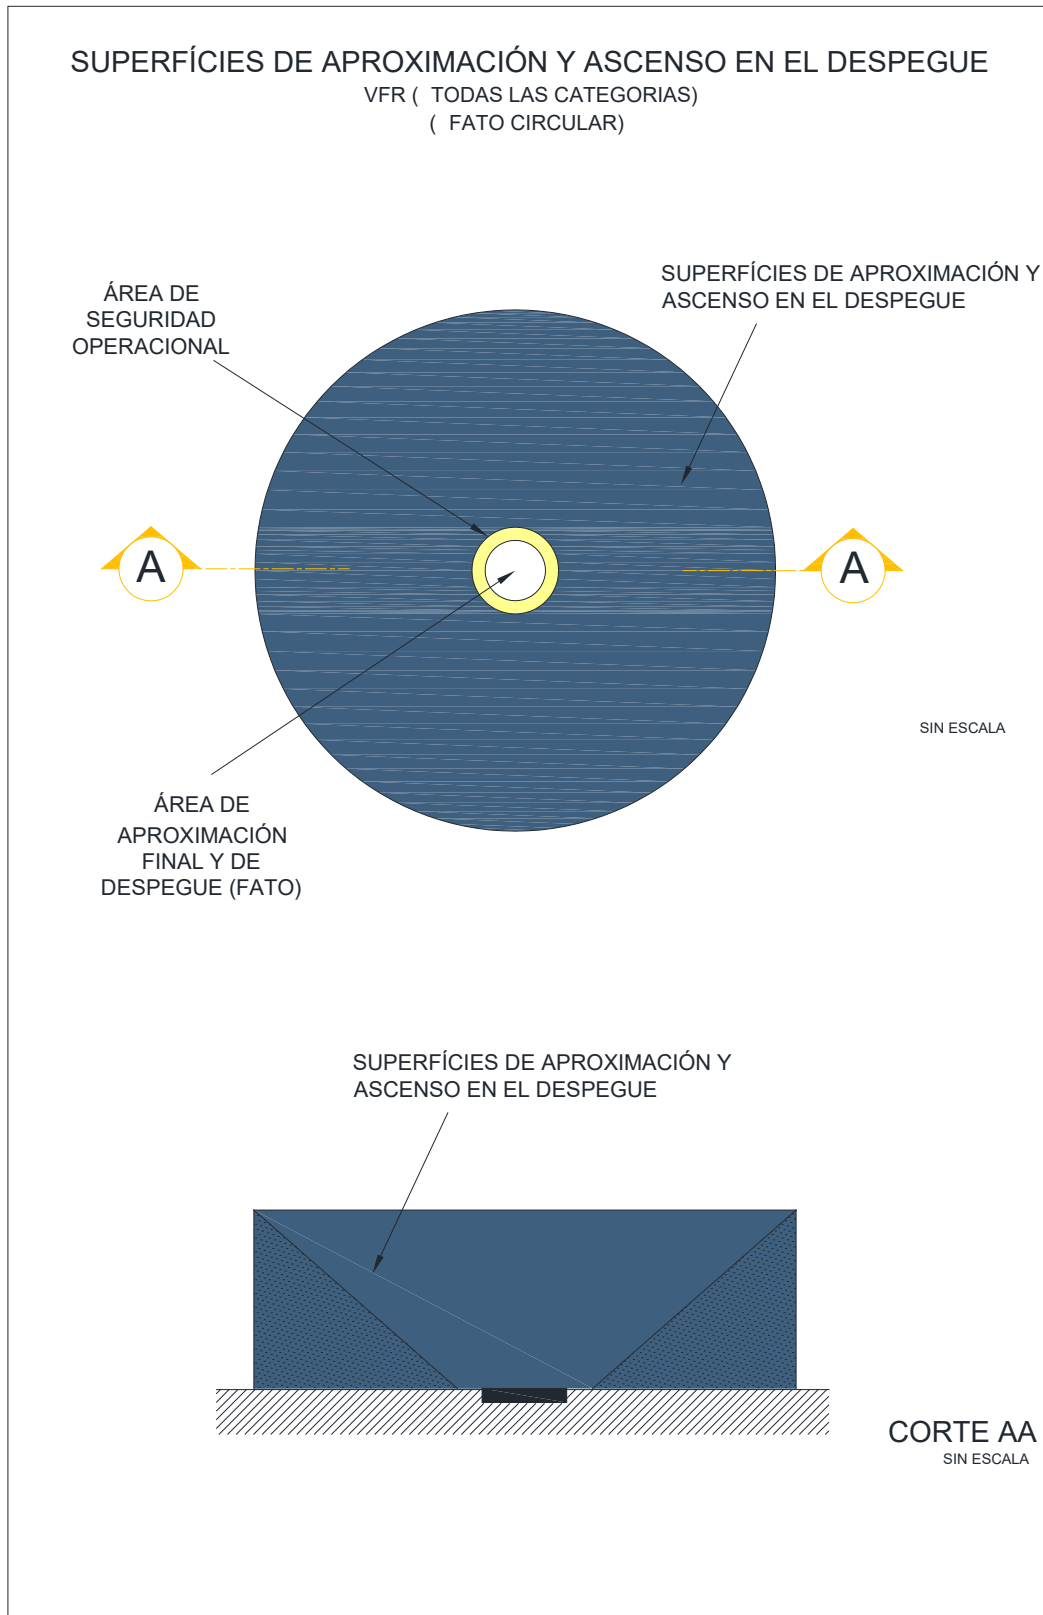 SUPERFÍCIES DE APROXIMACIÓN Y ASCENSO EN EL DESPEGUE
VFR ( TODAS LAS CATEGORIAS)
( FATO CIRCULAR)
SUPERFÍCIES DE APROXIMACIÓN Y
ASCENSO EN EL DESPEGUE
ÁREA DE
SEGURIDAD
OPERACIONAL
A
A
SIN ESCALA
ÁREA DE
APROXIMACIÓN
FINAL Y DE
DESPEGUE (FATO)
SUPERFÍCIES DE APROXIMACIÓN Y
ASCENSO EN EL DESPEGUE
CORTE AA
SIN ESCALA